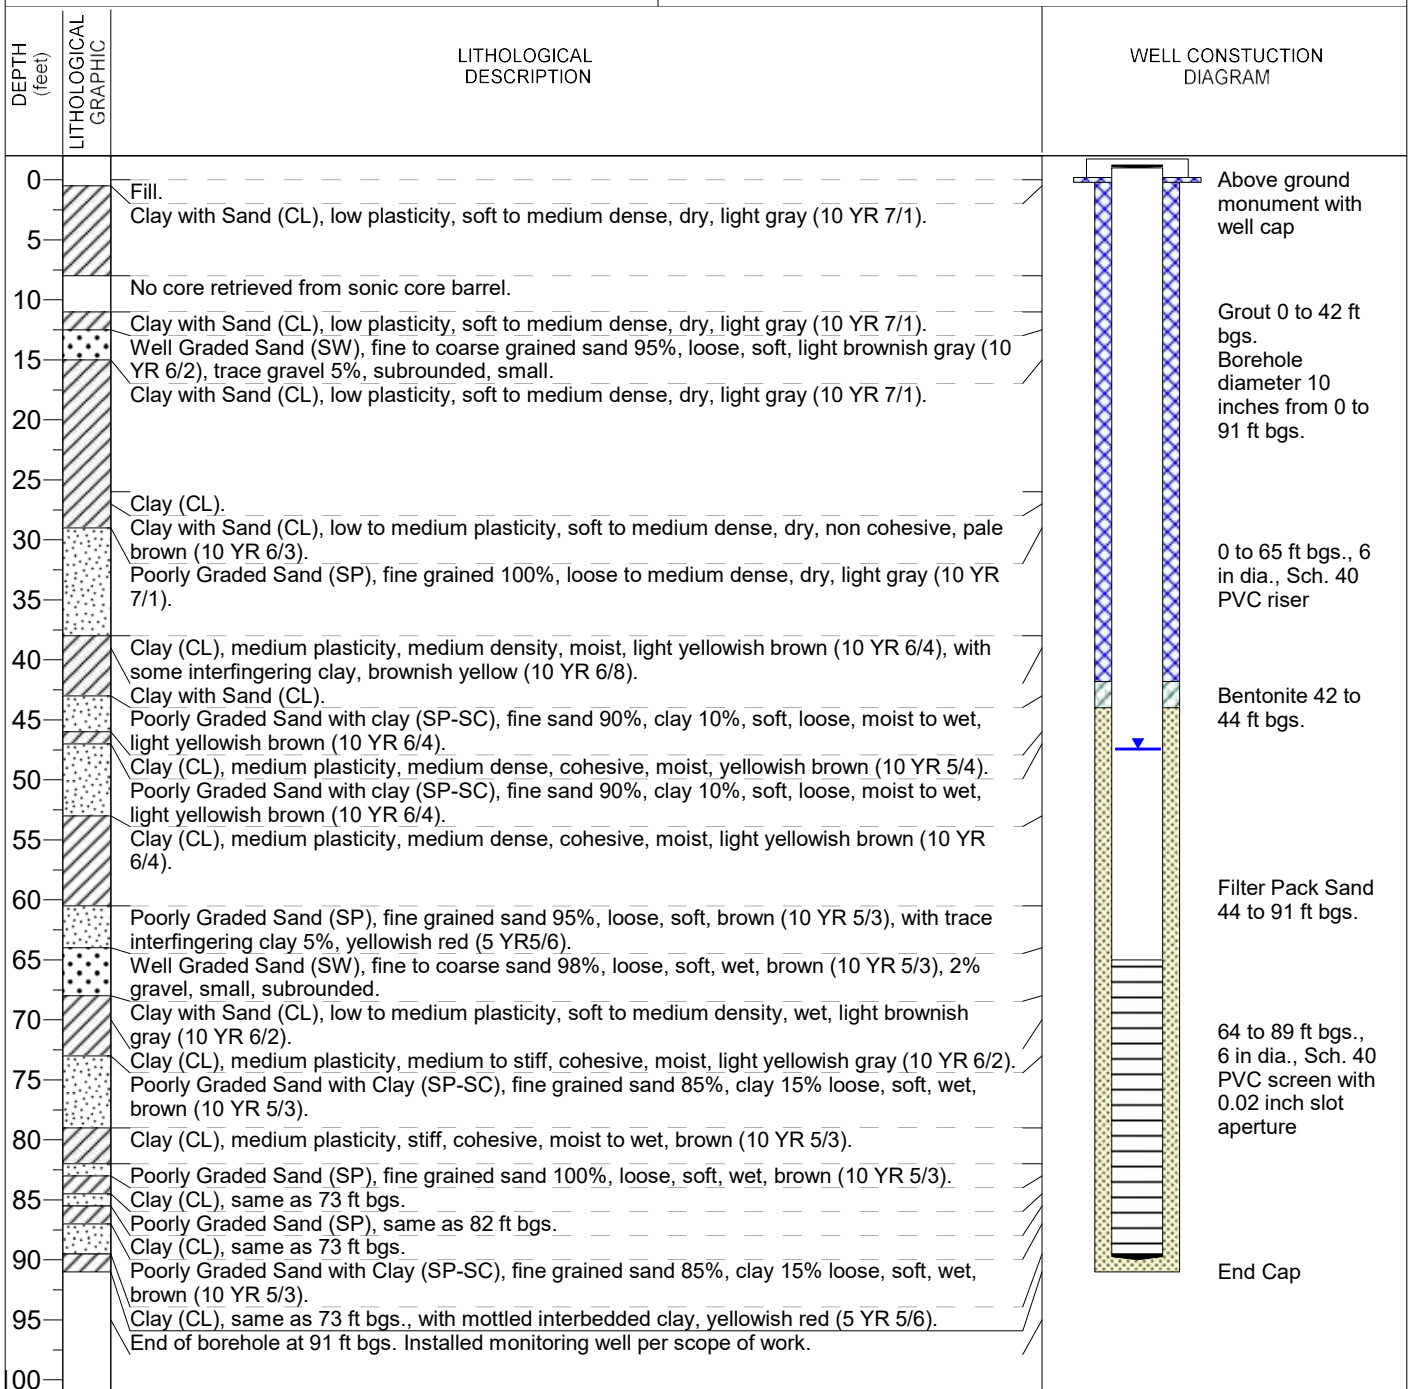 DEPTH
(feet)
LITHOLOGICAL
GRAPHIC
LITHOLOGICAL
DESCRIPTION
WELL CONSTUCTION
DIAGRAM
0
5
10
15
20
25
30
35
40
45
50
55
60
65
70
75
80
85
90
95
100
Fill.
Clay with Sand (CL), low plasticity, soft to medium dense, dry, light gray (10 YR 7/1).
No core retrieved from sonic core barrel.
Clay with Sand (CL), low plasticity, soft to medium dense, dry, light gray (10 YR 7/1).
Well Graded Sand (SW), fine to coarse grained sand 95%, loose, soft, light brownish gray (10
YR 6/2), trace gravel 5%, subrounded, small.
Clay with Sand (CL), low plasticity, soft to medium dense, dry, light gray (10 YR 7/1).
Clay (CL).
Clay with Sand (CL), low to medium plasticity, soft to medium dense, dry, non cohesive, pale
brown (10 YR 6/3).
Poorly Graded Sand (SP), fine grained 100%, loose to medium dense, dry, light gray (10 YR
7/1).
Clay (CL), medium plasticity, medium density, moist, light yellowish brown (10 YR 6/4), with
some interfingering clay, brownish yellow (10 YR 6/8).
Clay with Sand (CL).
Poorly Graded Sand with clay (SP-SC), fine sand 90%, clay 10%, soft, loose, moist to wet,
light yellowish brown (10 YR 6/4).
Clay (CL), medium plasticity, medium dense, cohesive, moist, yellowish brown (10 YR 5/4).
Poorly Graded Sand with clay (SP-SC), fine sand 90%, clay 10%, soft, loose, moist to wet,
light yellowish brown (10 YR 6/4).
Clay (CL), medium plasticity, medium dense, cohesive, moist, light yellowish brown (10 YR
6/4).
Poorly Graded Sand (SP), fine grained sand 95%, loose, soft, brown (10 YR 5/3), with trace
interfingering clay 5%, yellowish red (5 YR5/6).
Well Graded Sand (SW), fine to coarse sand 98%, loose, soft, wet, brown (10 YR 5/3), 2%
gravel, small, subrounded.
Clay with Sand (CL), low to medium plasticity, soft to medium density, wet, light brownish
gray (10 YR 6/2).
Clay (CL), medium plasticity, medium to stiff, cohesive, moist, light yellowish gray (10 YR 6/2).
Poorly Graded Sand with Clay (SP-SC), fine grained sand 85%, clay 15% loose, soft, wet,
brown (10 YR 5/3).
Clay (CL), medium plasticity, stiff, cohesive, moist to wet, brown (10 YR 5/3).
Poorly Graded Sand (SP), fine grained sand 100%, loose, soft, wet, brown (10 YR 5/3).
Clay (CL), same as 73 ft bgs.
Poorly Graded Sand (SP), same as 82 ft bgs.
Clay (CL), same as 73 ft bgs.
Poorly Graded Sand with Clay (SP-SC), fine grained sand 85%, clay 15% loose, soft, wet,
brown (10 YR 5/3).
Clay (CL), same as 73 ft bgs., with mottled interbedded clay, yellowish red (5 YR 5/6).
End of borehole at 91 ft bgs. Installed monitoring well per scope of work.
Above ground
monument with
well cap
Grout 0 to 42 ft
bgs.
Borehole
diameter 10
inches from 0 to
91 ft bgs.
0 to 65 ft bgs., 6
in dia., Sch. 40
PVC riser
Bentonite 42 to
44 ft bgs.
Filter Pack Sand
44 to 91 ft bgs.
64 to 89 ft bgs.,
6 in dia., Sch. 40
PVC screen with
0.02 inch slot
aperture
End Cap